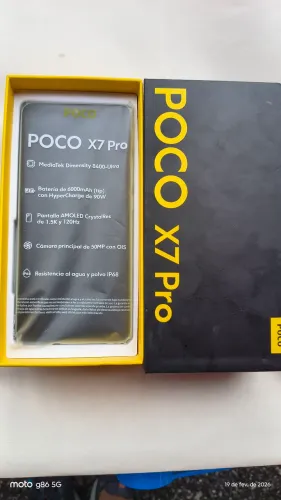 POCO
POCO X7 Pro
MediaTek Dimensity 8400-Ultra
Batería de 6000mAh (typ)
con HyperCharge de 90W
Pantalla AMOLED CrystalRes
de 1.5K y 120Hz
Cámara principal de 50MP con OIS
Resistencia al agua y polvo IP68
POCO X7 Pro
POCO
moto g86 5G
19 de fev. de 2026